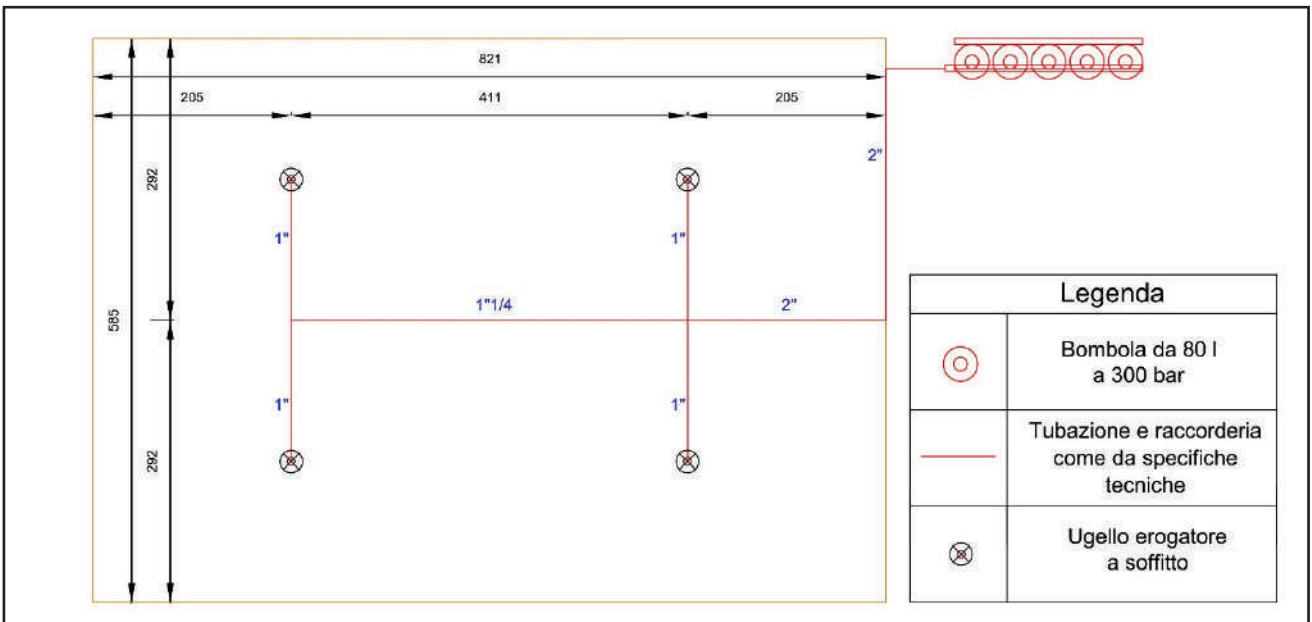 821
205
411
205
292
2"
1"
1"
585
1"1/4
2"
1"
1"
292
Legenda
Bombola da 80 l
a 300 bar
Tubazione e raccorderia
come da specifiche
tecniche
Ugello erogatore
a soffitto